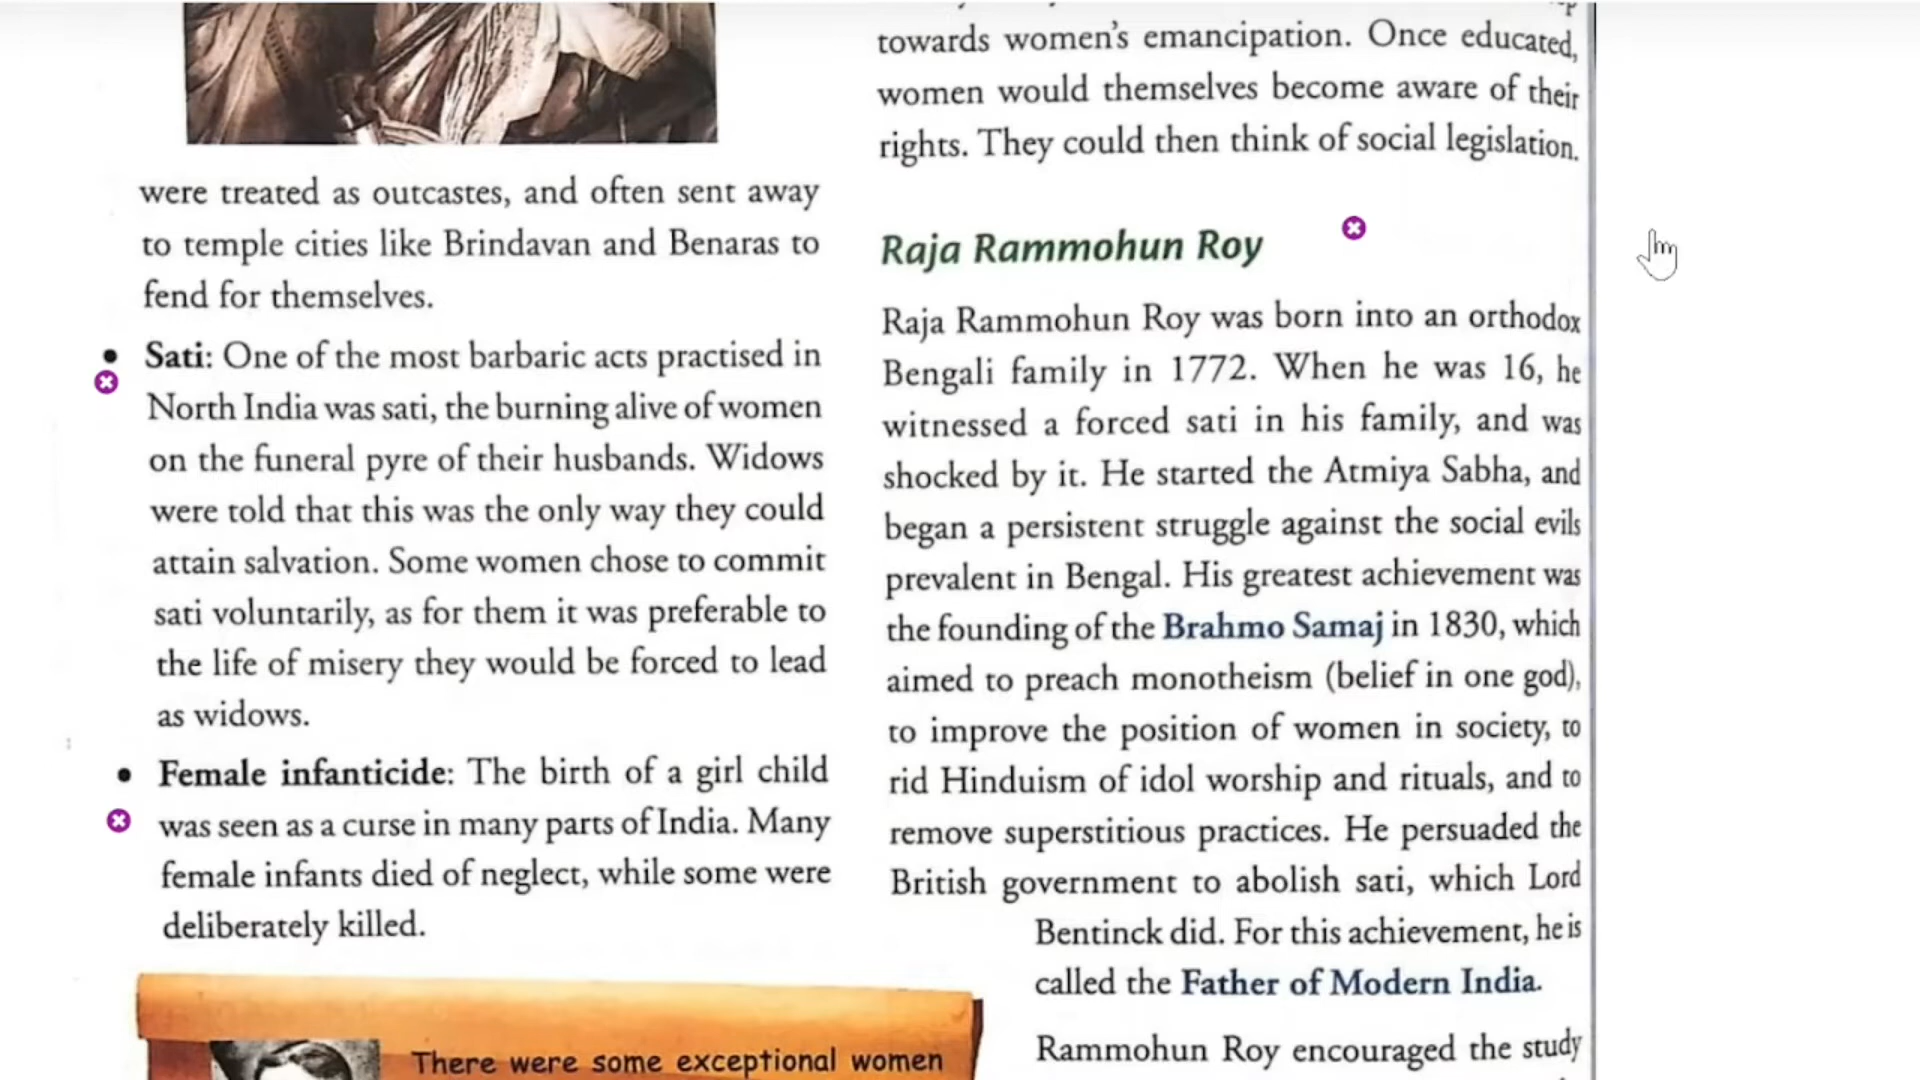 were treated as outcastes, and often sent away
to temple cities like Brindavan and Benaras to
fend for themselves.
• Sati: One of the most barbaric acts practised in
North India was sati, the burning alive of women
on the funeral pyre of their husbands. Widows
were told that this was the only way they could
attain salvation. Some women chose to commit
sati voluntarily, as for them it was preferable to
the life of misery they would be forced to lead
as widows.
• Female infanticide: The birth of a girl child
was seen as a curse in many parts of India. Many
female infants died of neglect, while some were
deliberately killed.
There were some exceptional women
towards women's emancipation. Once educated,
women would themselves become aware of their
rights. They could then think of social legislation.
Raja Rammohun Roy
Raja Rammohun Roy was born into an orthodox
Bengali family in 1772. When he was 16, he
witnessed a forced sati in his family, and was
shocked by it. He started the Atmiya Sabha, and
began a persistent struggle against the social evils
prevalent in Bengal. His greatest achievement was
the founding of the Brahmo Samaj in 1830, which
aimed to preach monotheism (belief in one god),
to improve the position of women in society, to
rid Hinduism of idol worship and rituals, and to
remove superstitious practices. He persuaded the
British government to abolish sati, which Lord
Bentinck did. For this achievement, he is
called the Father of Modern India.
Rammohun Roy encouraged the study